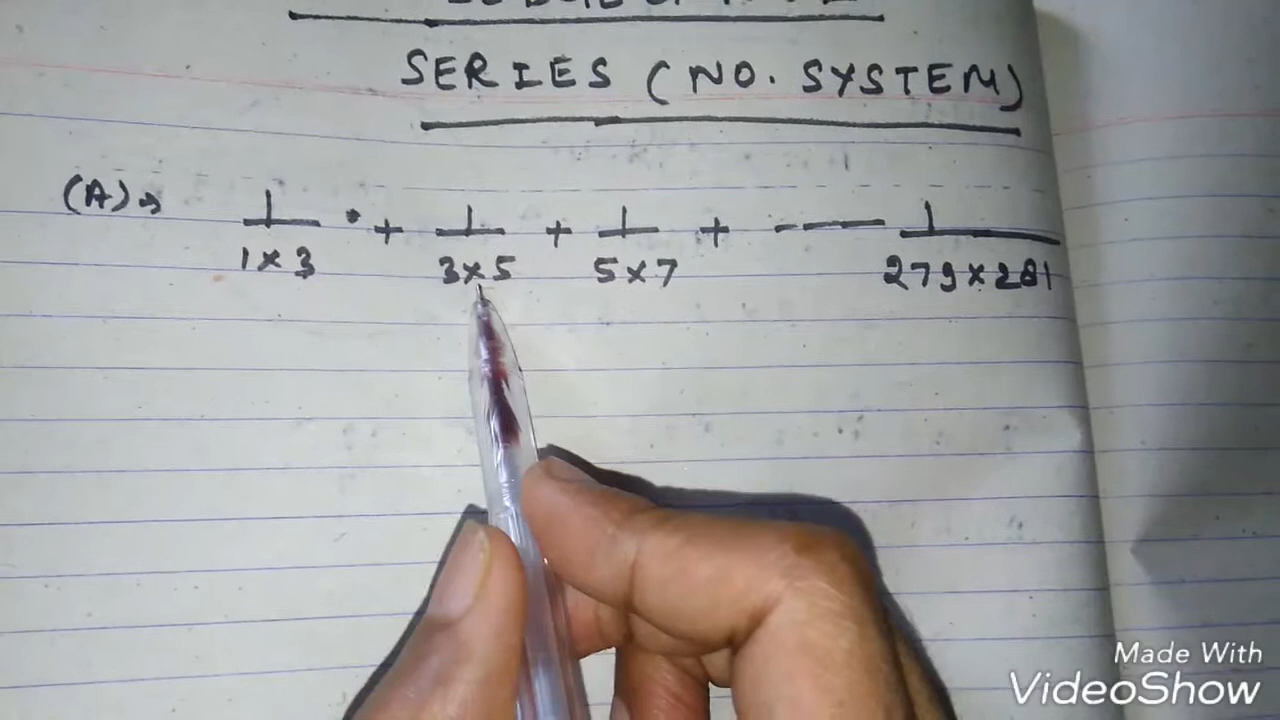 SERIES (NO. SYSTEM)
(A)→ 1/1×3 + 1/3×5 + 1/5×7 + ---- 1/279×281
Made With
VideoShow